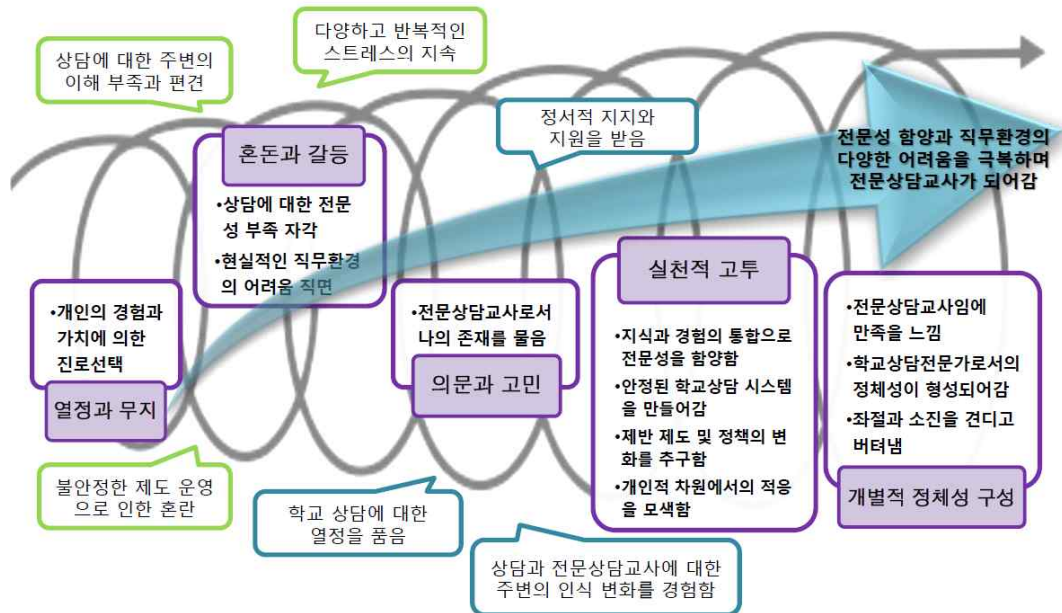 다양하고 반복적인
스트레스의 지속
상담에 대한 주변의
이해 부족과 편견
정서적 지지와
지원을 받음
전문성 함양과 직무환경의
다양한 어려움을 극복하며
전문상담교사가 되어감
혼돈과 갈등
•상담에 대한 전문
성 부족 자각
•현실적인 직무환경
의 어려움 직면
•개인의 경험과
가치에 의한
진로선택
열정과 무지
•전문상담교사로서
나의 존재를 물음
의문과 고민
실천적 고투
•지식과 경험의 통합으로
전문성을 함양함
•안정된 학교상담 시스템
을 만들어감
•제반 제도 및 정책의 변
화를 추구함
•개인적 차원에서의 적응
을 모색함
•전문상담교사임에
만족을 느낌
•학교상담전문가로서의
정체성이 형성되어감
•좌절과 소진을 견디고
버텨냄
개별적 정체성 구성
불안정한 제도 운영
으로 인한 혼란
학교 상담에 대한
열정을 품음
상담과 전문상담교사에 대한
주변의 인식 변화를 경험함